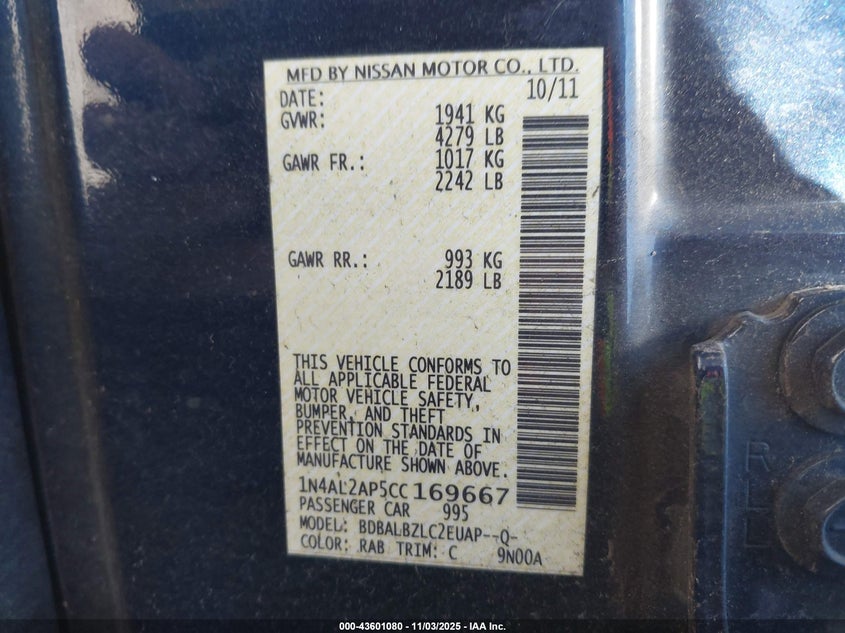 MFD BY NISSAN MOTOR CO., LTD.
DATE: 10/11
GVWR: 1941 KG
4279 LB
GAWR FR.: 1017 KG
2242 LB
GAWR RR.: 993 KG
2189 LB
THIS VEHICLE CONFORMS TO
ALL APPLICABLE FEDERAL
MOTOR VEHICLE SAFETY,
BUMPER, AND THEFT
PREVENTION STANDARDS IN
EFFECT ON THE DATE OF
MANUFACTURE SHOWN ABOVE.
1N4AL2AP5CC169667
PASSENGER CAR 995
MODEL: BDBALBZLC2EUAP--Q-
COLOR: RAB TRIM: C 9N00A
000-43601080 - 11/03/2025 - IAA Inc.